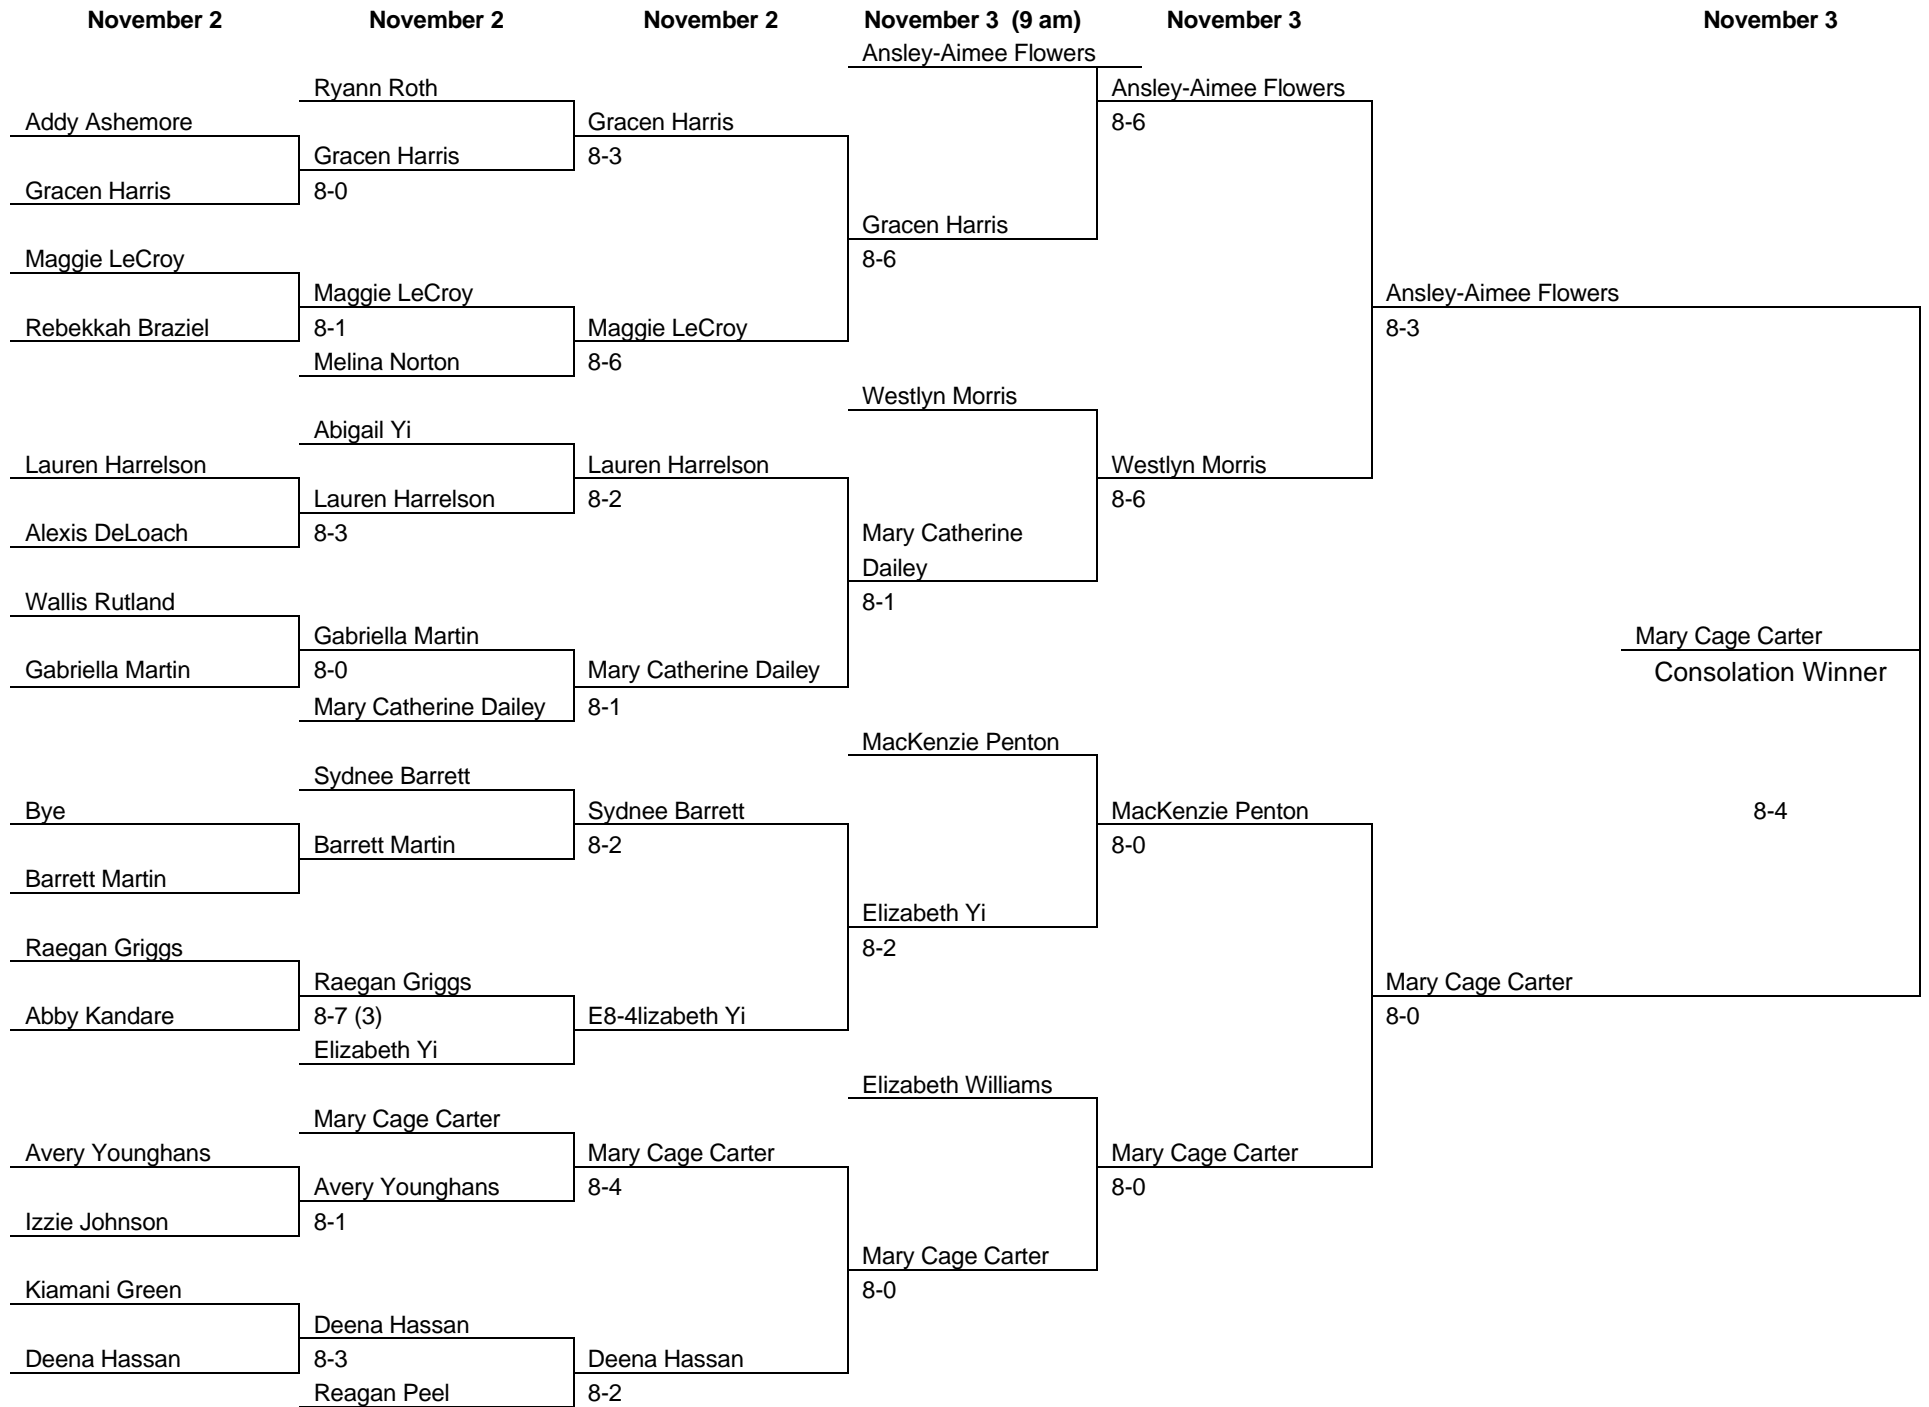 November 2 November 2 November 2 November 3 (9 am) November 3 November 3
Ansley-Aimee Flowers
Ryann Roth Ansley-Aimee Flowers
Addy Ashemore Gracen Harris 8-6
Gracen Harris 8-3
Gracen Harris 8-0
Gracen Harris
Maggie LeCroy 8-6
Maggie LeCroy Ansley-Aimee Flowers
Rebekkah Braziel 8-1 Maggie LeCroy 8-3
Melina Norton 8-6
Westlyn Morris
Abigail Yi
Lauren Harrelson Lauren Harrelson Westlyn Morris
Lauren Harrelson 8-2 8-6
Alexis DeLoach 8-3 Mary Catherine
Dailey
Wallis Rutland 8-1
Gabriella Martin Mary Cage Carter
Gabriella Martin 8-0 Mary Catherine Dailey Consolation Winner
Mary Catherine Dailey 8-1
MacKenzie Penton
Sydnee Barrett
Bye Sydnee Barrett MacKenzie Penton 8-4
Barrett Martin 8-2 8-0
Barrett Martin
Elizabeth Yi
Raegan Griggs 8-2
Raegan Griggs Mary Cage Carter
Abby Kandare 8-7 (3) E8-4lizabeth Yi 8-0
Elizabeth Yi
Elizabeth Williams
Mary Cage Carter
Avery Younghans Mary Cage Carter Mary Cage Carter
Avery Younghans 8-4 8-0
Izzie Johnson 8-1
Mary Cage Carter
Kiamani Green 8-0
Deena Hassan
Deena Hassan 8-3 Deena Hassan
Reagan Peel 8-2